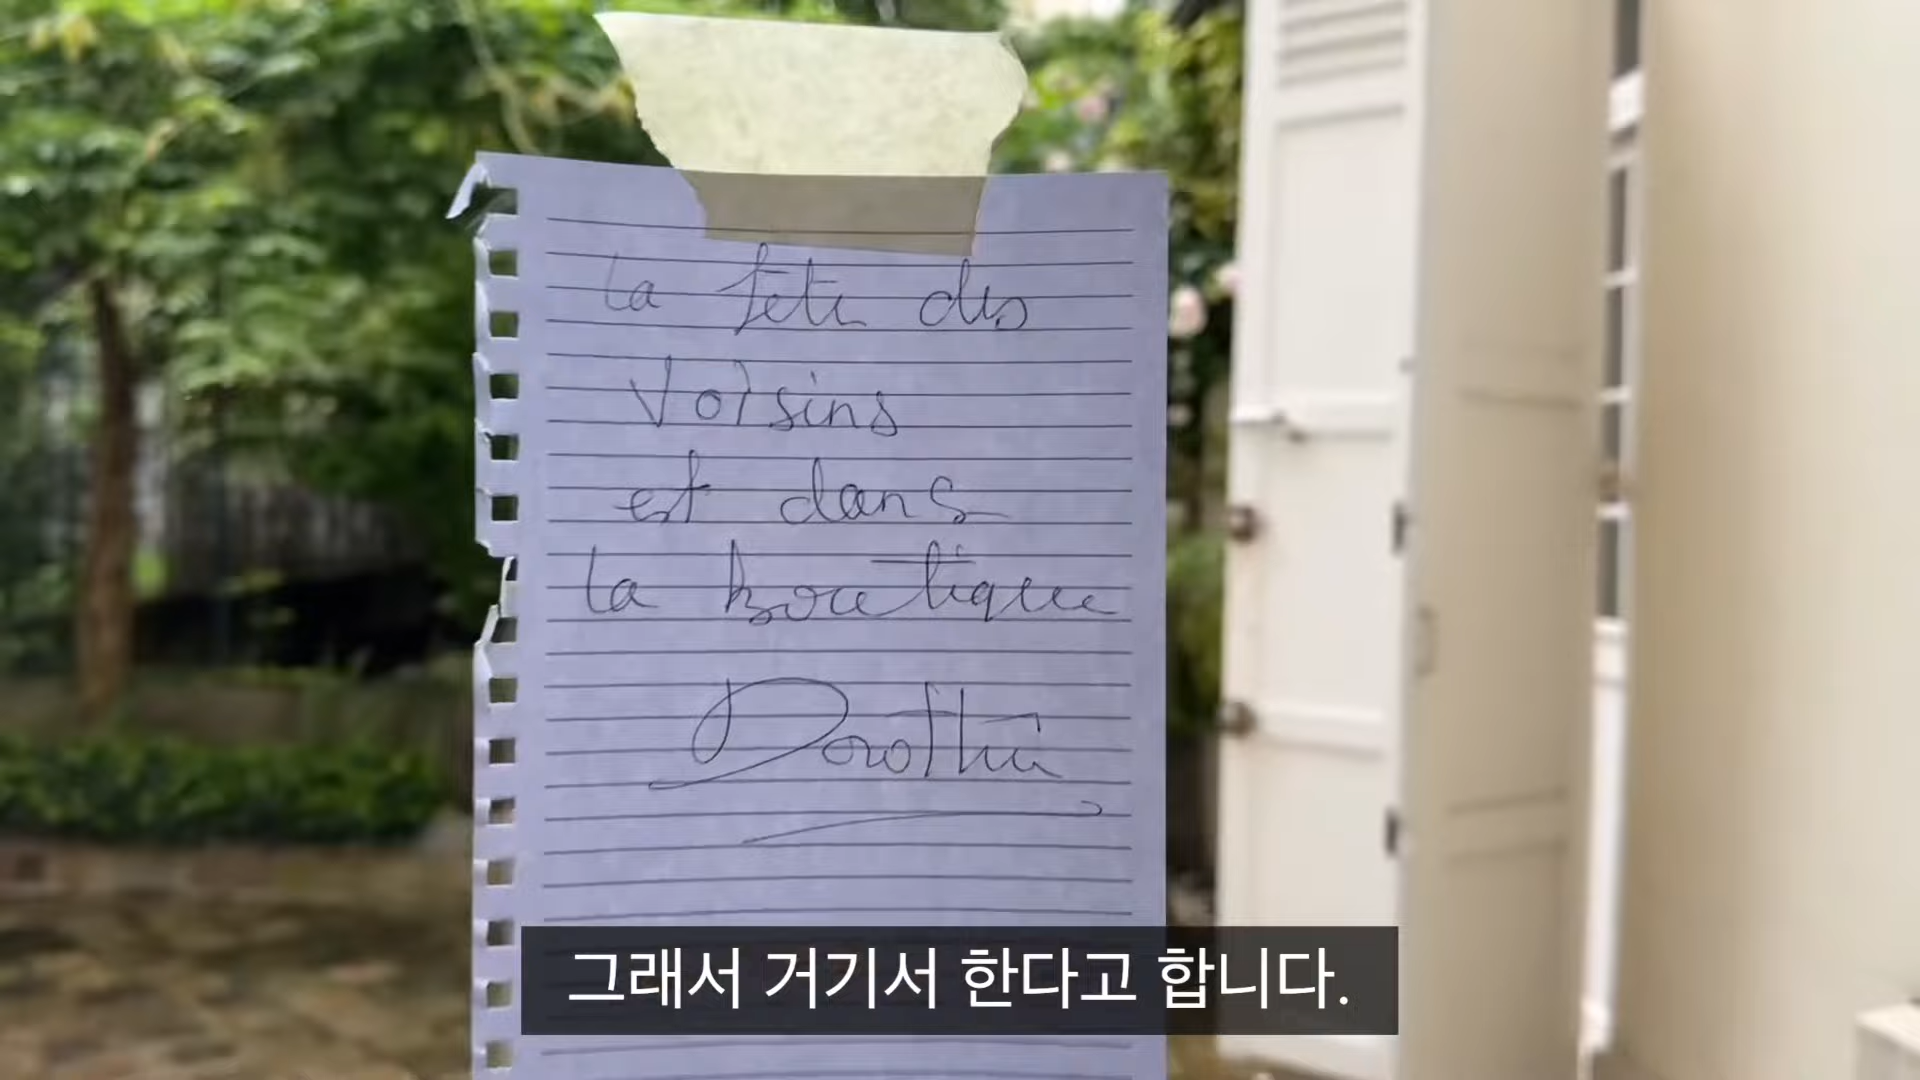 la fête des
voisins
est dans
la boutique
Dorothée
그래서 거기서 한다고 합니다.